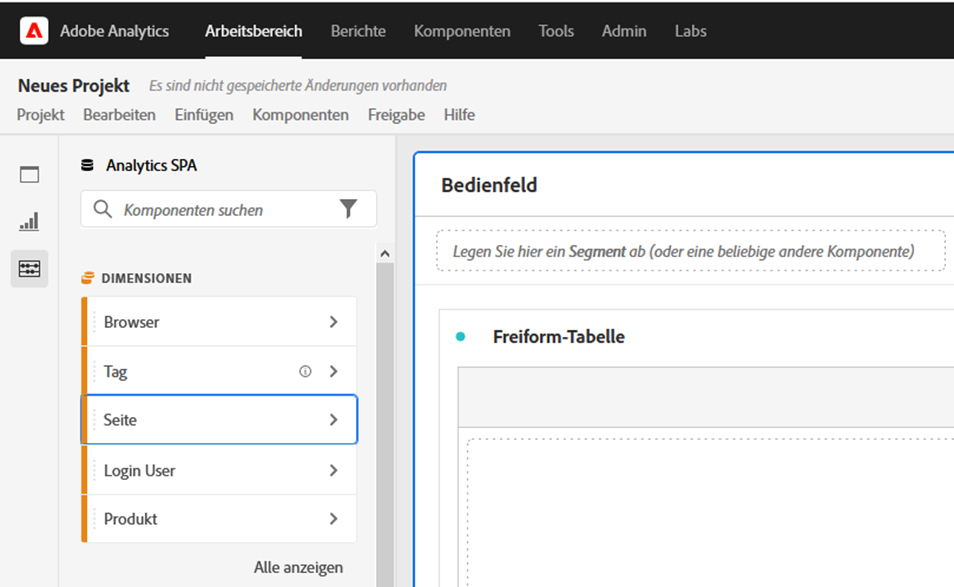 Adobe Analytics Arbeitsbereich Berichte Komponenten Tools Admin Labs
Neues Projekt Es sind nicht gespeicherte Änderungen vorhanden
Projekt Bearbeiten Einfügen Komponenten Freigabe Hilfe
Analytics SPA
Komponenten suchen
DIMENSIONEN
Browser
Tag
Seite
Login User
Produkt
Alle anzeigen
Bedienfeld
Legen Sie hier ein Segment ab (oder eine beliebige andere Komponente)
Freiform-Tabelle